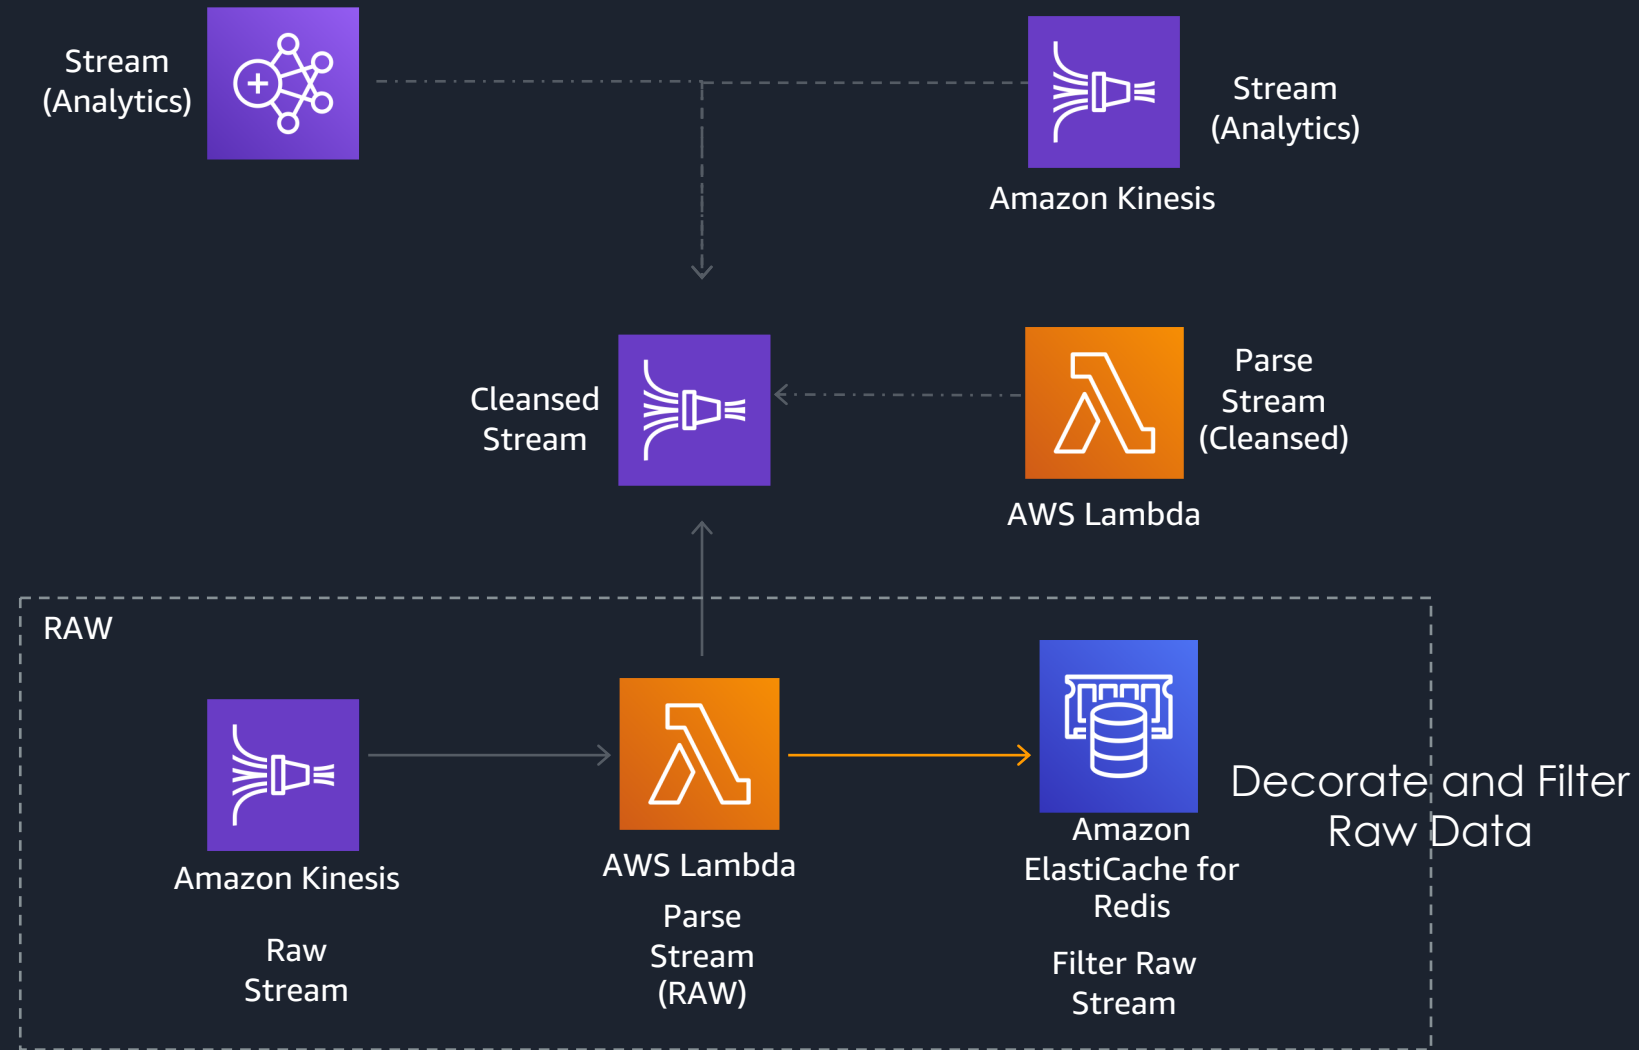 Stream
(Analytics)
Stream
(Analytics)
Amazon Kinesis
Cleansed
Stream
Parse
Stream
(Cleansed)
AWS Lambda
RAW
Amazon Kinesis
Raw
Stream
AWS Lambda
Parse
Stream
(RAW)
Amazon
ElastiCache for
Redis
Filter Raw
Stream
Decorate and Filter
Raw Data